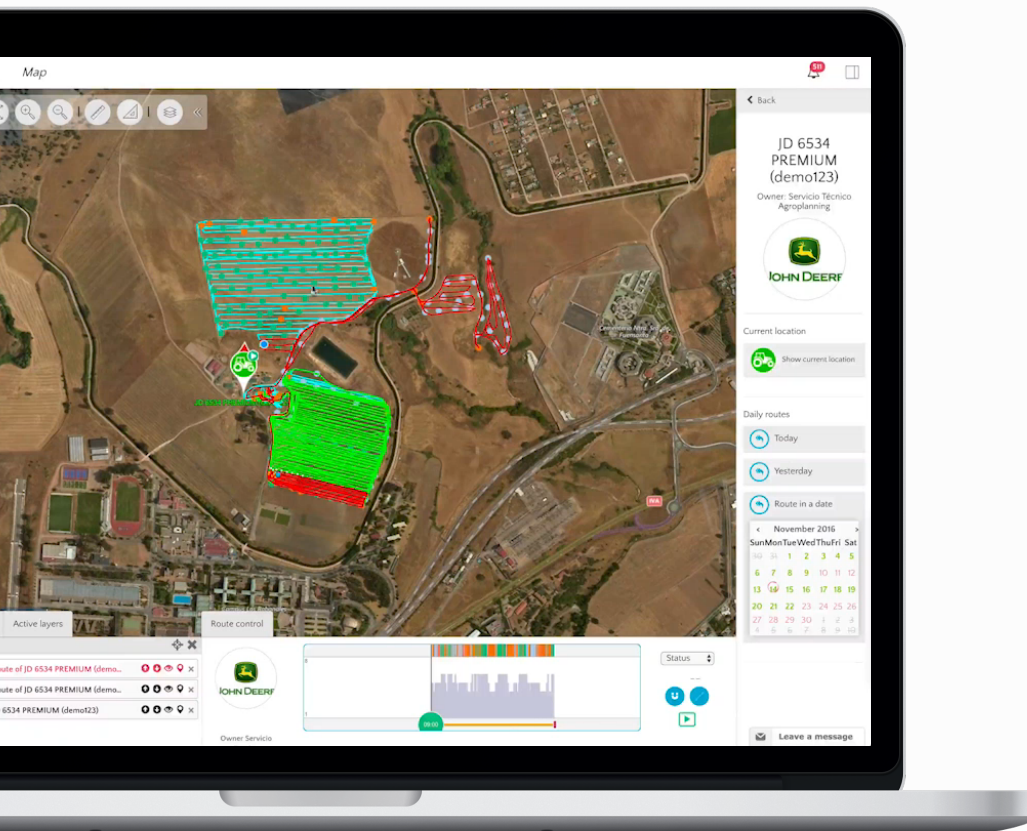 Map
511
Back
JD 6534
PREMIUM
(demo123)
Owner: Servicio Técnico
Agroplanning
JOHN DEERE
Current location
Show current location
Daily routes
Today
Yesterday
Route in a date
November 2016
Sun Mon Tue Wed Thu Fri Sat
30 31 1 2 3 4 5
6 7 8 9 10 11 12
13 14 15 16 17 18 19
20 21 22 23 24 25 26
27 28 29 30 1 2 3
4 5 6 7 8 9 10
Leave a message
JD 6534 PREMIUM
Active layers
Route control
ute of JD 6534 PREMIUM (demo...
ute of JD 6534 PREMIUM (demo...
6534 PREMIUM (demo123)
JOHN DEERE
Owner Servicio
08:03
Status
--